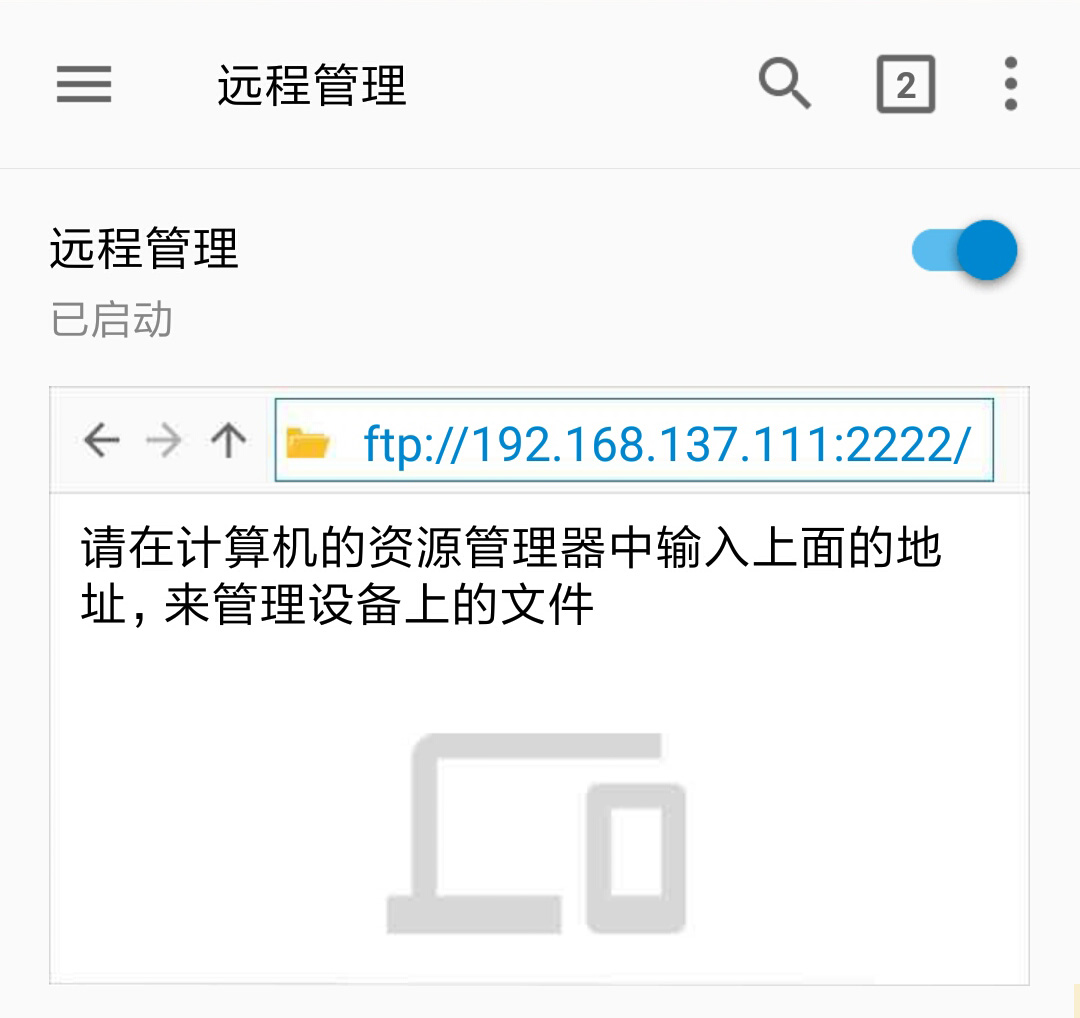 远程管理
2
远程管理
已启动
ftp://192.168.137.111:2222/
请在计算机的资源管理器中输入上面的地
址，来管理设备上的文件